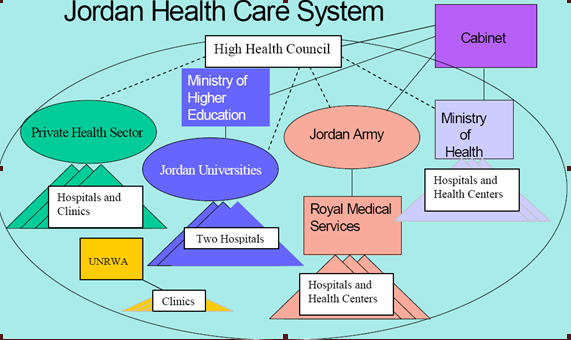 Jordan Health Care System
Cabinet
High Health Council
Ministry of
Higher
Education
Ministry
of
Health
Private Health Sector
Jordan Army
Jordan Universities
Hospitals and
Clinics
Hospitals and
Health Centers
Royal Medical
Services
Two Hospitals
UNRWA
Clinics
Hospitals and
Health Centers